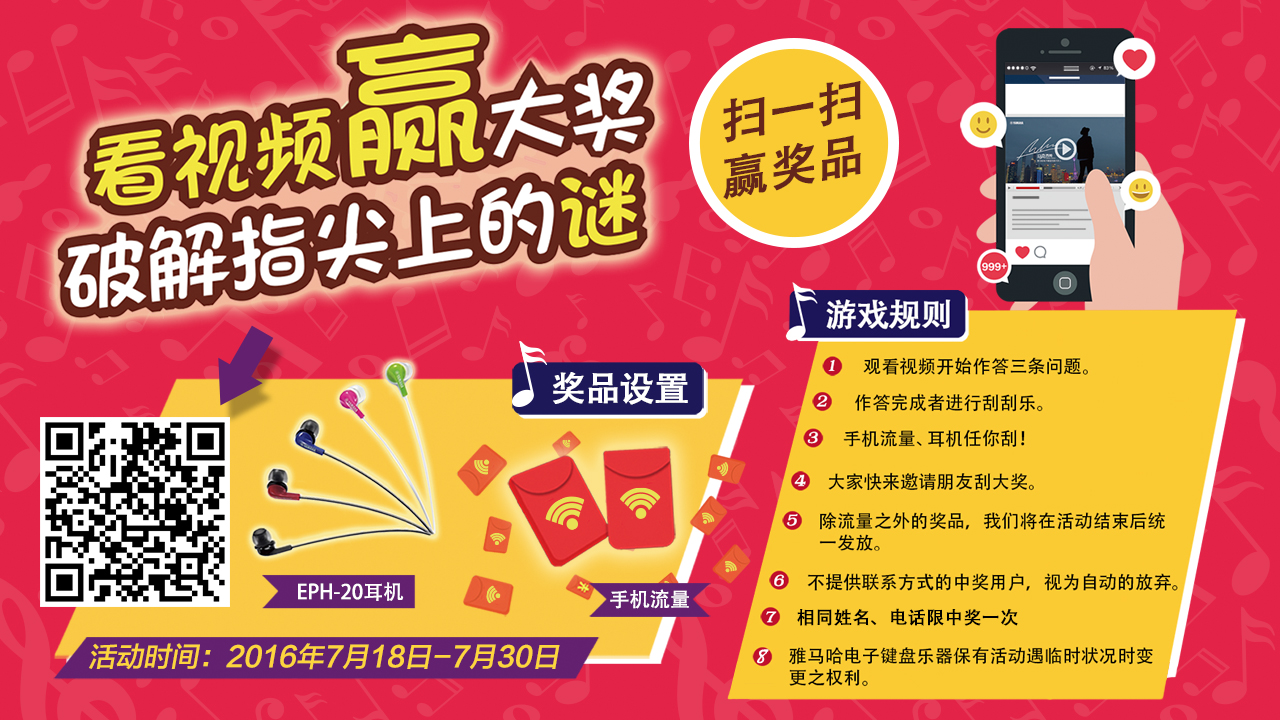 看视频赢大奖
破解指尖上的谜
扫一扫
赢奖品
999+
奖品设置
EPH-20耳机
手机流量
活动时间：2016年7月18日-7月30日
游戏规则
1 观看视频开始作答三条问题。
2 作答完成者进行刮刮乐。
3 手机流量、耳机任你刮！
4 大家快来邀请朋友刮大奖。
5 除流量之外的奖品，我们将在活动结束后统
一发放。
6 不提供联系方式的中奖用户，视为自动的放弃。
7 相同姓名、电话限中奖一次
8 雅马哈电子键盘乐器保有活动遇临时状况时变
更之权利。